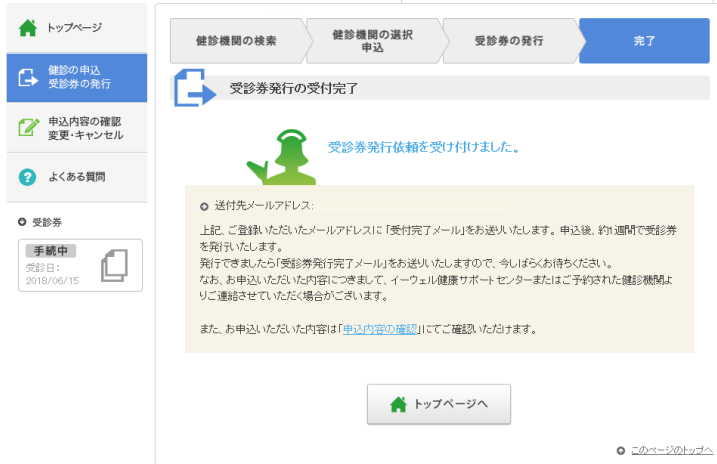 トップページ
健診の申込
受診券の発行
申込内容の確認
変更・キャンセル
よくある質問
受診券
手続中
受診日：
2018/06/15
健診機関の検索
健診機関の選択
申込
受診券の発行
完了
受診券発行の受付完了
受診券発行依頼を受け付けました。
送付先メールアドレス:
上記、ご登録いただいたメールアドレスに「受付完了メール」をお送りいたします。申込後、約1週間で受診券
を発行いたします。
発行できましたら「受診券発行完了メール」をお送りいたしますので、今しばらくお待ちください。
なお、お申込いただいた内容につきまして、イーウェル健康サポートセンターまたはご予約された健診機関よ
りご連絡させていただく場合がございます。
また、お申込いただいた内容は「申込内容の確認」にてご確認いただけます。
トップページへ
このページのトップへ